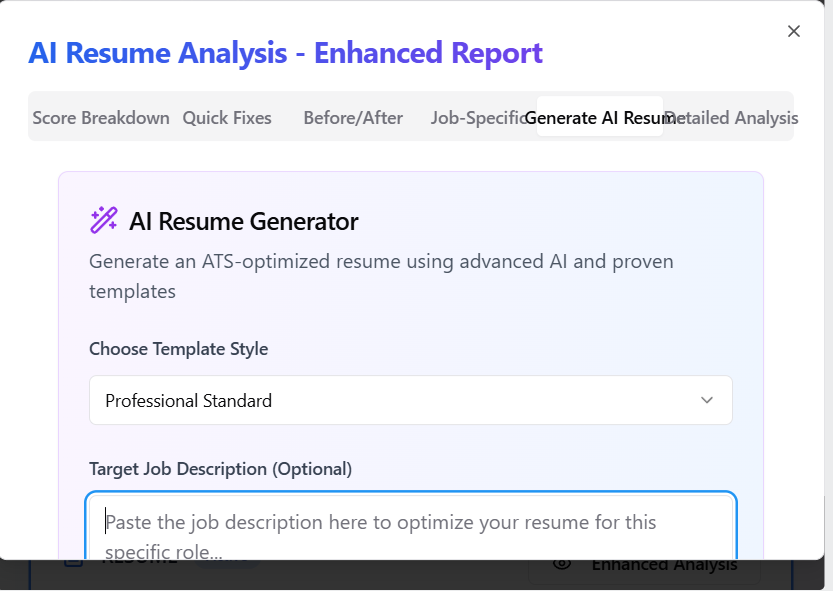 AI Resume Analysis - Enhanced Report
Score Breakdown Quick Fixes Before/After Job-Specific Generate AI Resume Detailed Analysis
AI Resume Generator
Generate an ATS-optimized resume using advanced AI and proven
templates
Choose Template Style
Professional Standard
Target Job Description (Optional)
Paste the job description here to optimize your resume for this
specific role...
RESUME Enhanced Analysis